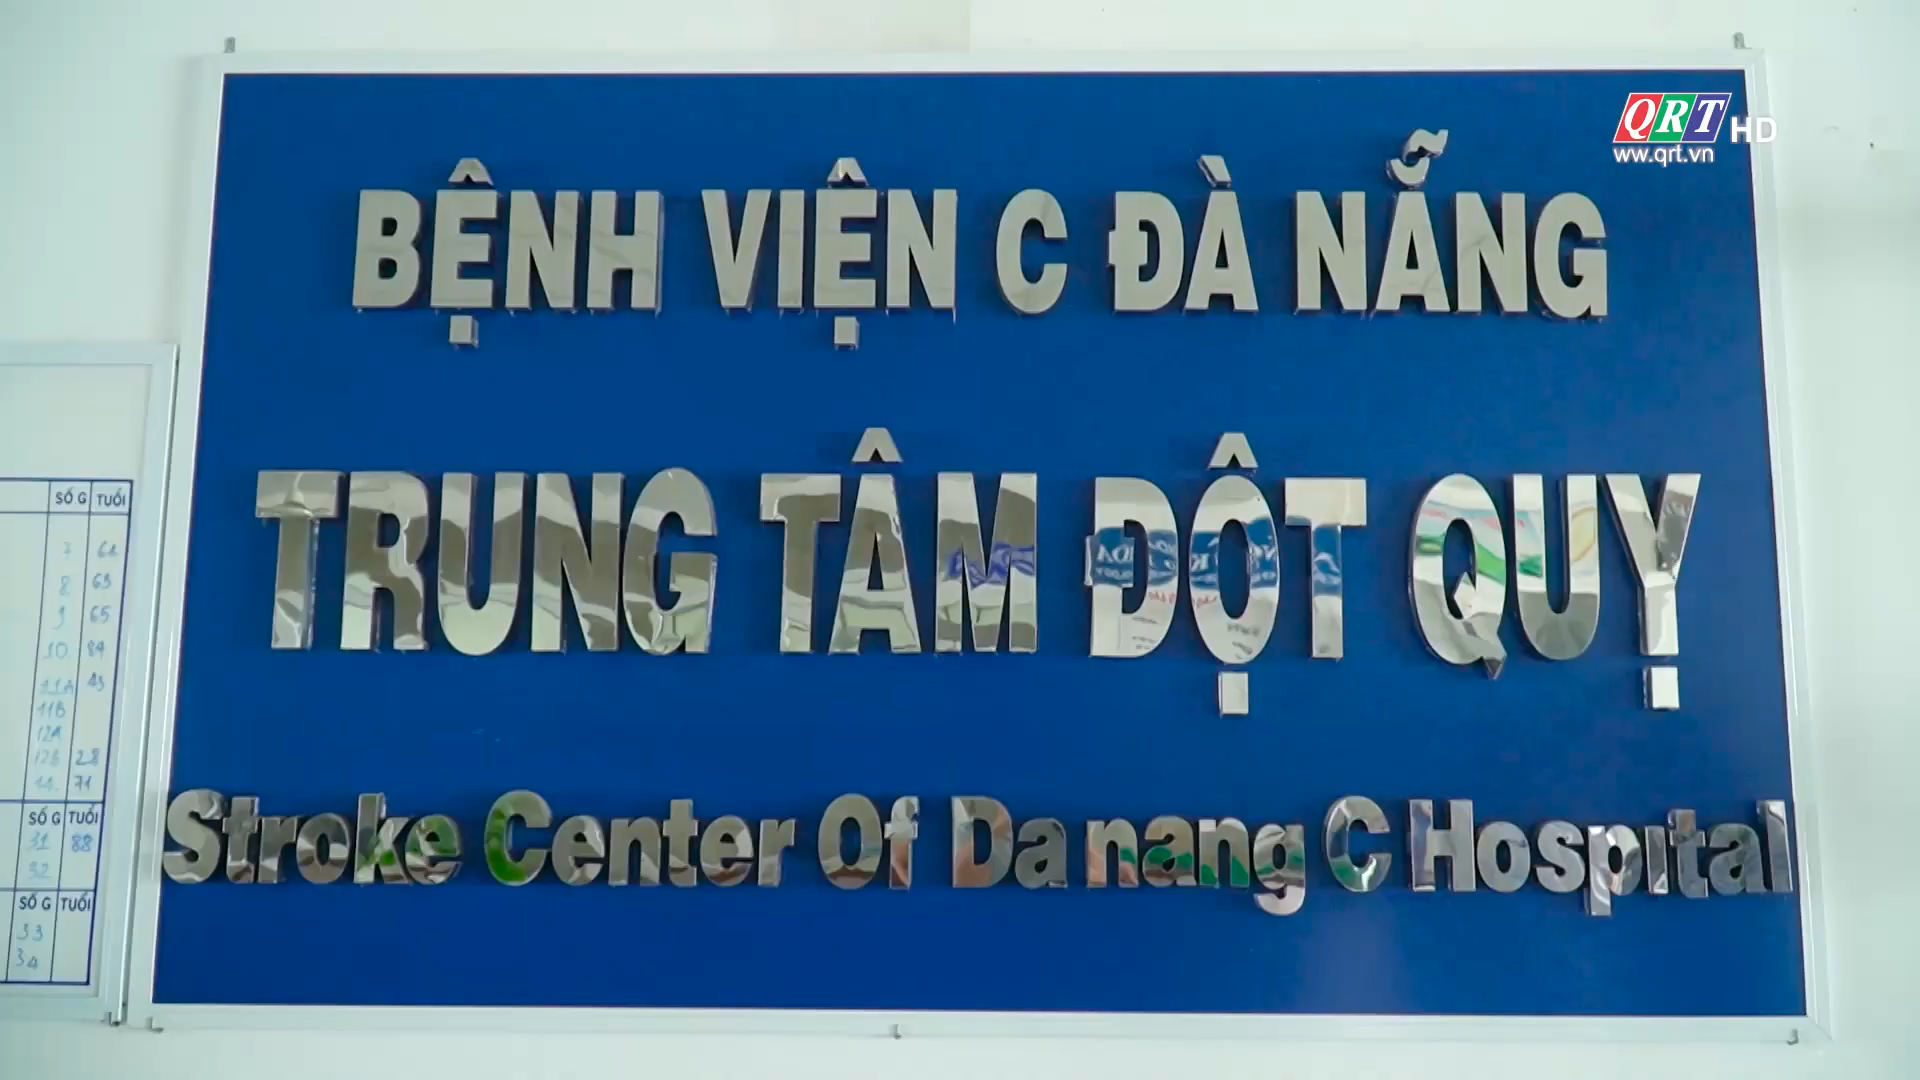 QRT HD
ww.qrt.vn
BỆNH VIỆN C ĐÀ NẴNG
TRUNG TÂM ĐỘT QUỴ
Stroke Center Of Da nang C Hospital
SỐ G TUỔI
7 61
8 63
9 65
10. 84
11A 43
11B
12A
12B 28
14. 71
SỐ G TUỔI
31 88
32
SỐ G TUỔI
33
34